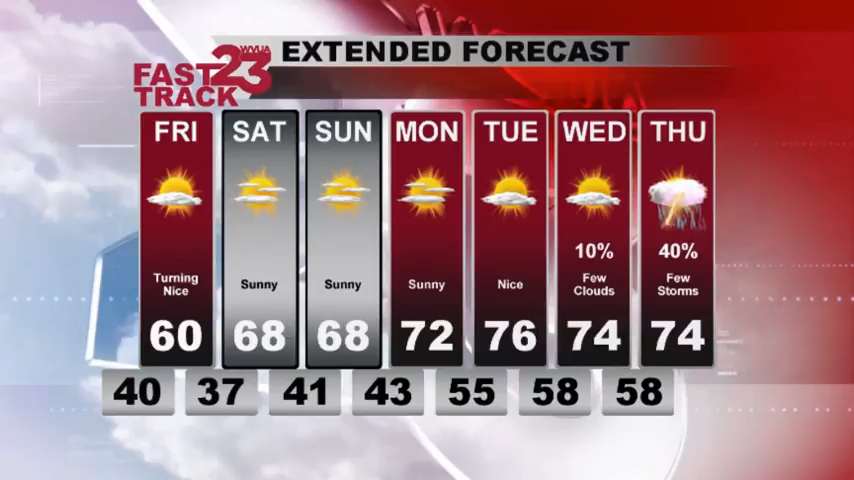 WVUA
23
FAST
TRACK
EXTENDED FORECAST
FRI SAT SUN MON TUE WED THU
10% 40%
Turning
Nice
Sunny
Sunny
Sunny
Nice
Few
Clouds
Few
Storms
60 68 68 72 76 74 74
40 37 41 43 55 58 58